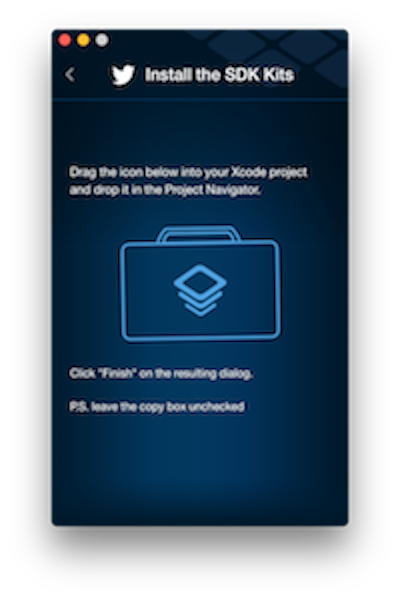 Install the SDK Kits
Drag the icon below into your Xcode project
and drop it in the Project Navigator.
Click "Finish" on the resulting dialog.
P.S. leave the copy box unchecked